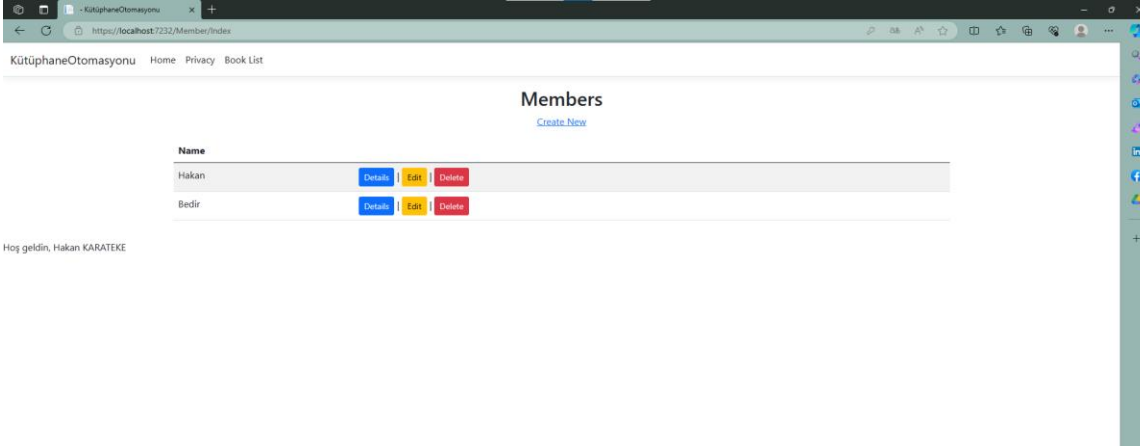 - KütüphaneOtomasyonu
https://localhost:7232/Member/Index
KütüphaneOtomasyonu Home Privacy Book List
Members
Create New
Name
Hakan Details | Edit | Delete
Bedir Details | Edit | Delete
Hoş geldin, Hakan KARATEKE